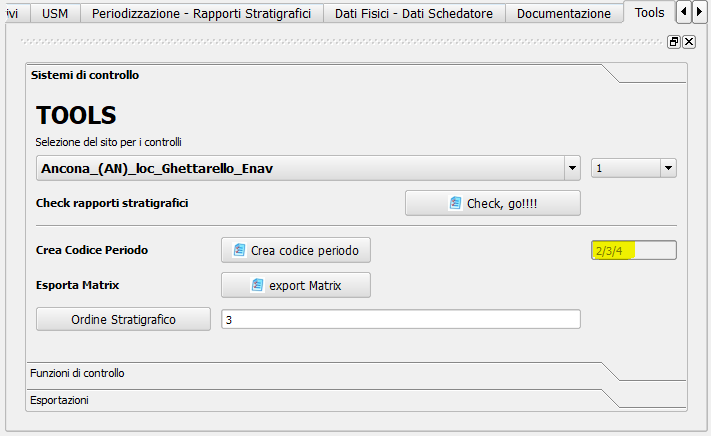 ivi USM Periodizzazione - Rapporti Stratigrafici Dati Fisici - Dati Schedatore Documentazione Tools
Sistemi di controllo
TOOLS
Selezione del sito per i controlli
Ancona_(AN)_loc_Ghettarello_Enav 1
Check rapporti stratigrafici Check, go!!!!
Crea Codice Periodo Crea codice periodo 2/3/4
Esporta Matrix export Matrix
Ordine Stratigrafico 3
Funzioni di controllo
Esportazioni